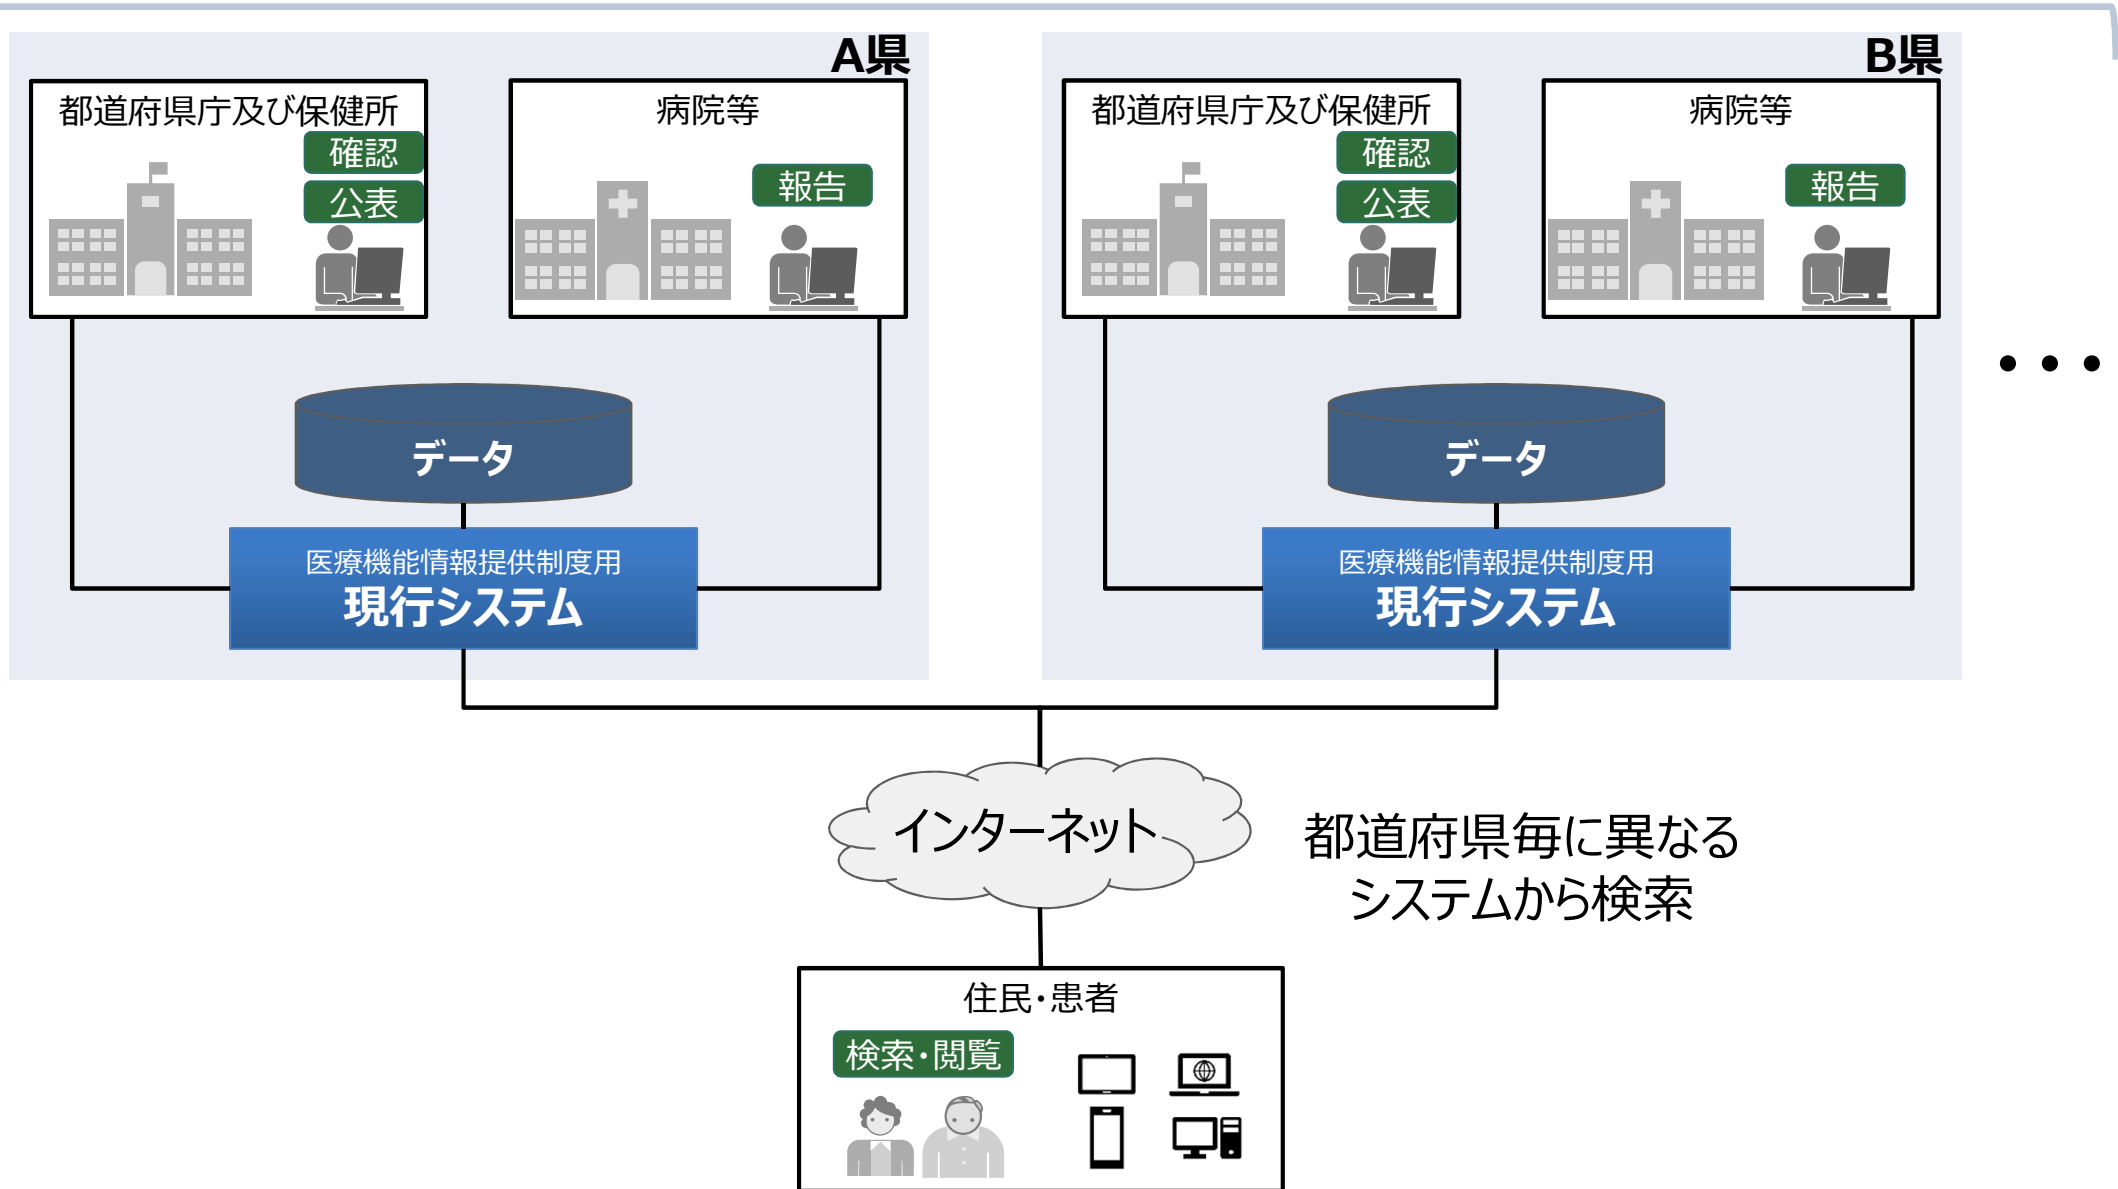 A県
都道府県庁及び保健所
確認
公表
病院等
報告
データ
医療機能情報提供制度用
現行システム
B県
都道府県庁及び保健所
確認
公表
病院等
報告
データ
医療機能情報提供制度用
現行システム
・・・
インターネット
都道府県毎に異なる
システムから検索
住民・患者
検索・閲覧